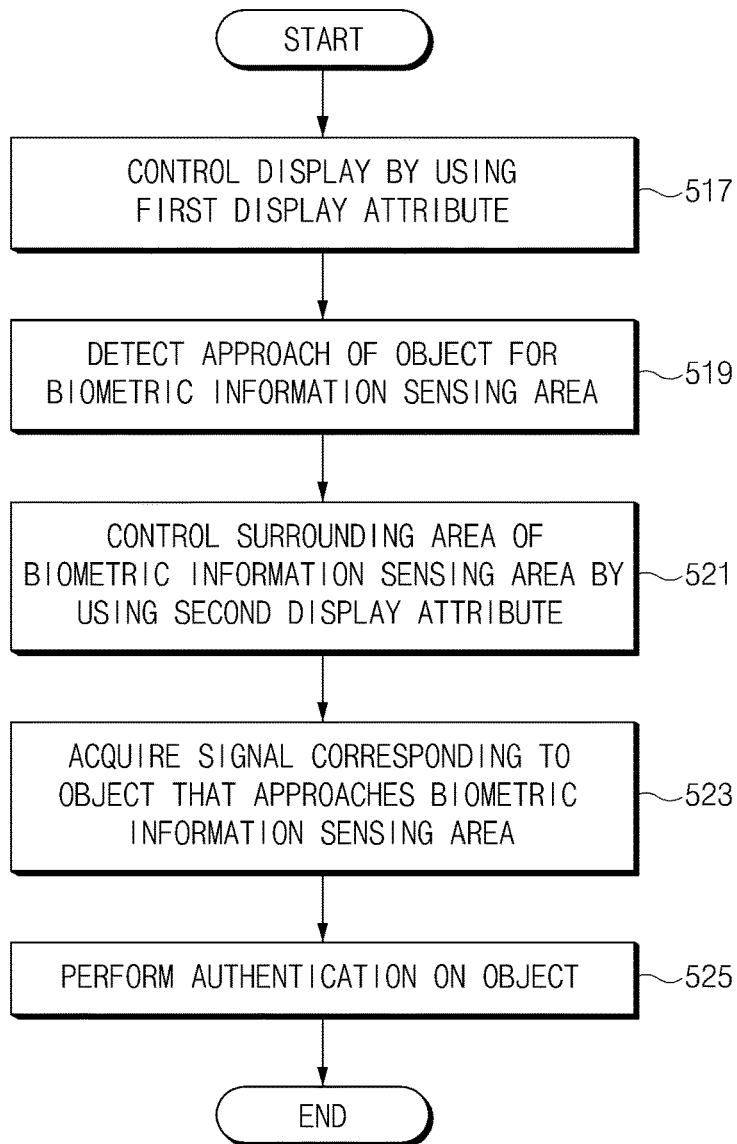 START
CONTROL DISPLAY BY USING
FIRST DISPLAY ATTRIBUTE
517
DETECT APPROACH OF OBJECT FOR
BIOMETRIC INFORMATION SENSING AREA
519
CONTROL SURROUNDING AREA OF
BIOMETRIC INFORMATION SENSING AREA BY
USING SECOND DISPLAY ATTRIBUTE
521
ACQUIRE SIGNAL CORRESPONDING TO
OBJECT THAT APPROACHES BIOMETRIC
INFORMATION SENSING AREA
523
PERFORM AUTHENTICATION ON OBJECT
525
END